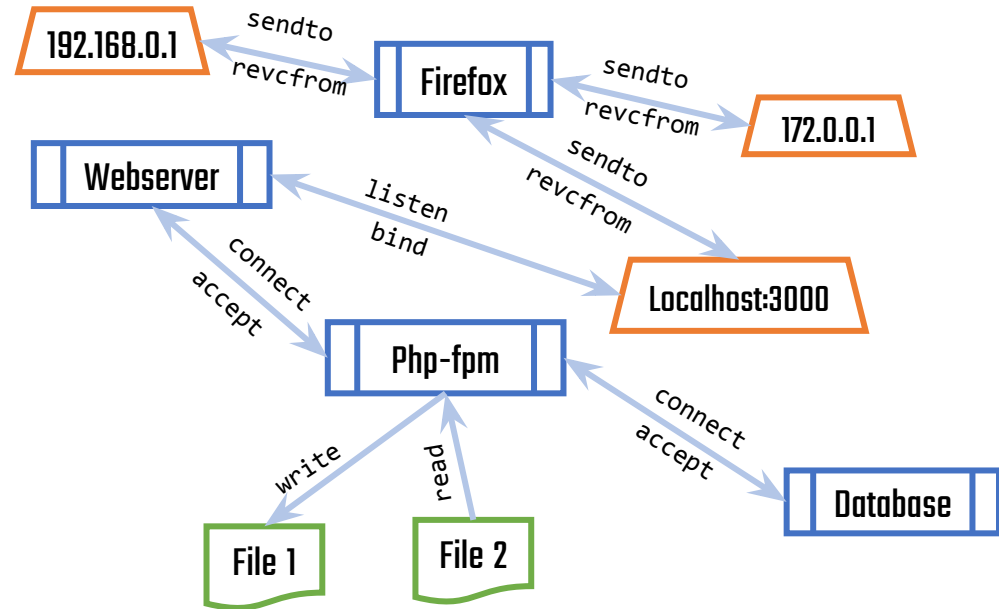 sendto
192.168.0.1
revcfrom
Firefox
sendto
revcfrom
172.0.0.1
sendto
revcfrom
Webserver
listen
bind
connect
accept
Localhost:3000
Php-fpm
connect
accept
write
read
Database
File 1
File 2